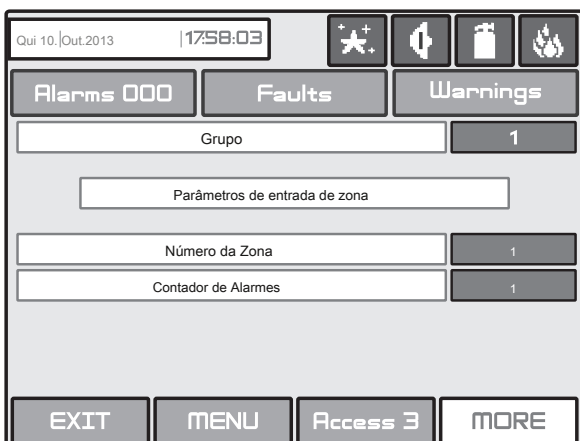 Qui 10. Out.2013 17:58:03
Alarms 000 Faults Warnings
Grupo 1
Parâmetros de entrada de zona
Número da Zona 1
Contador de Alarmes 1
EXIT MENU Access 3 MORE